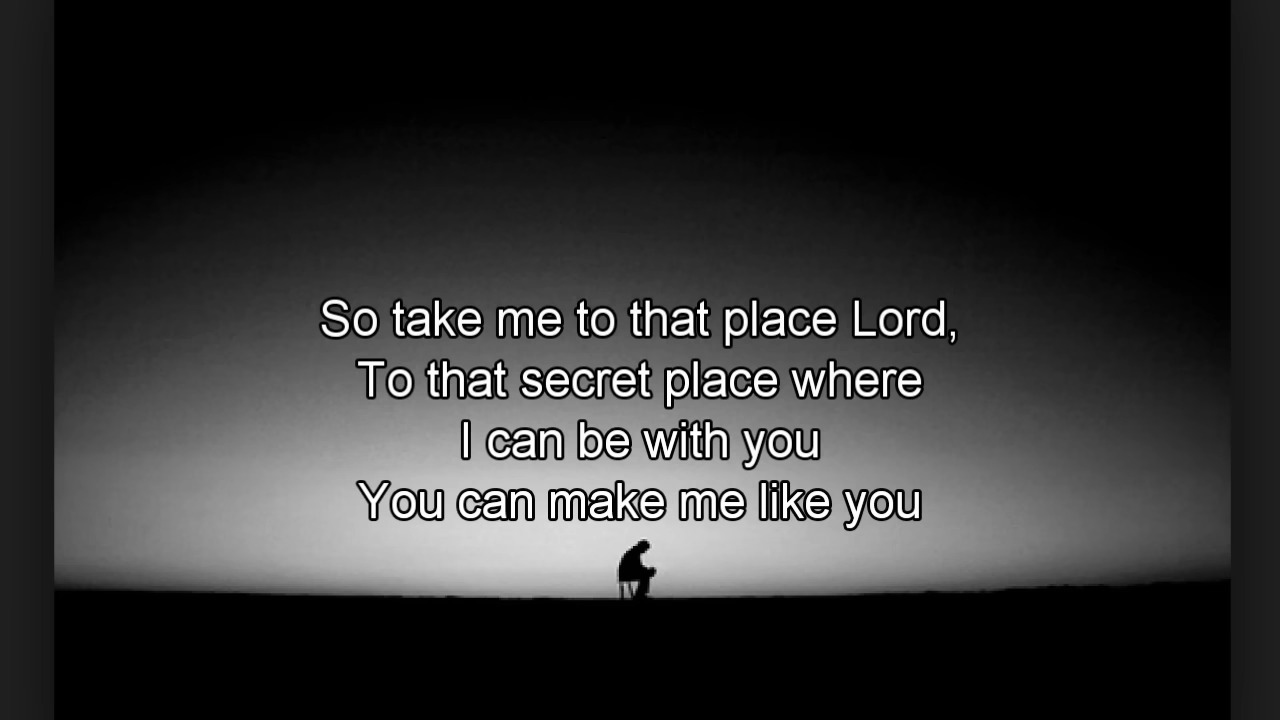 So take me to that place Lord,
To that secret place where
I can be with you
You can make me like you